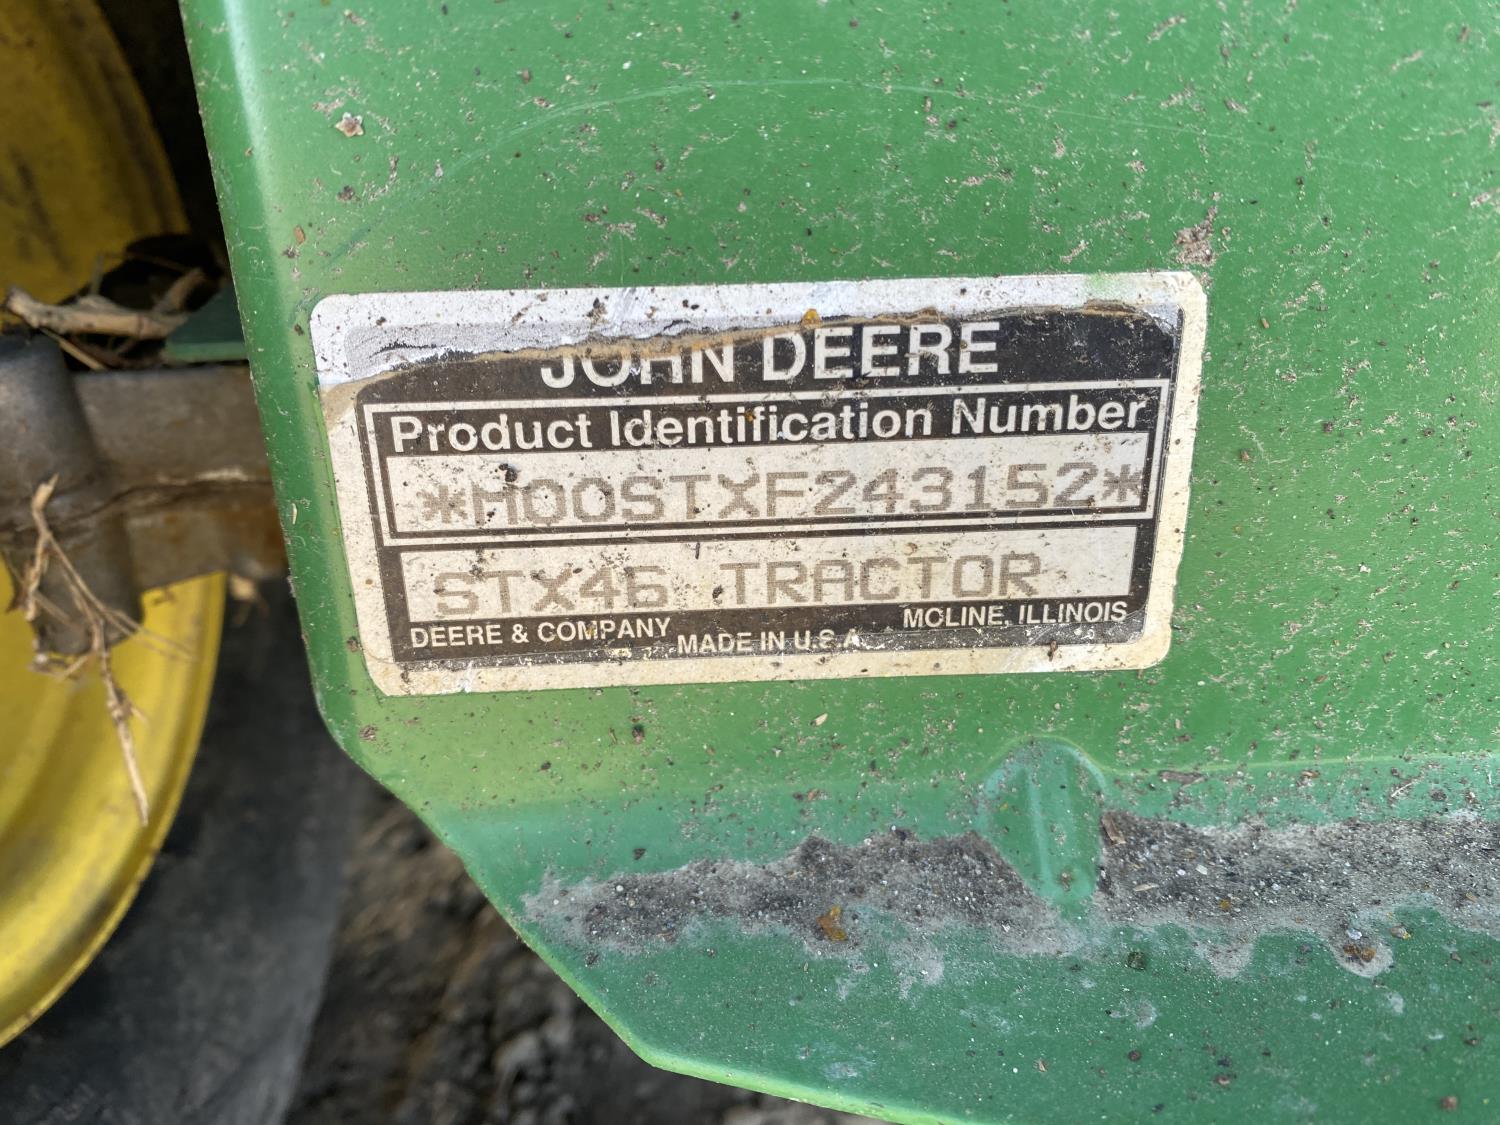 JOHN DEERE
Product Identification Number
*M00STXF243152*
STX46 TRACTOR
DEERE & COMPANY MADE IN U.S.A. MOLINE, ILLINOIS